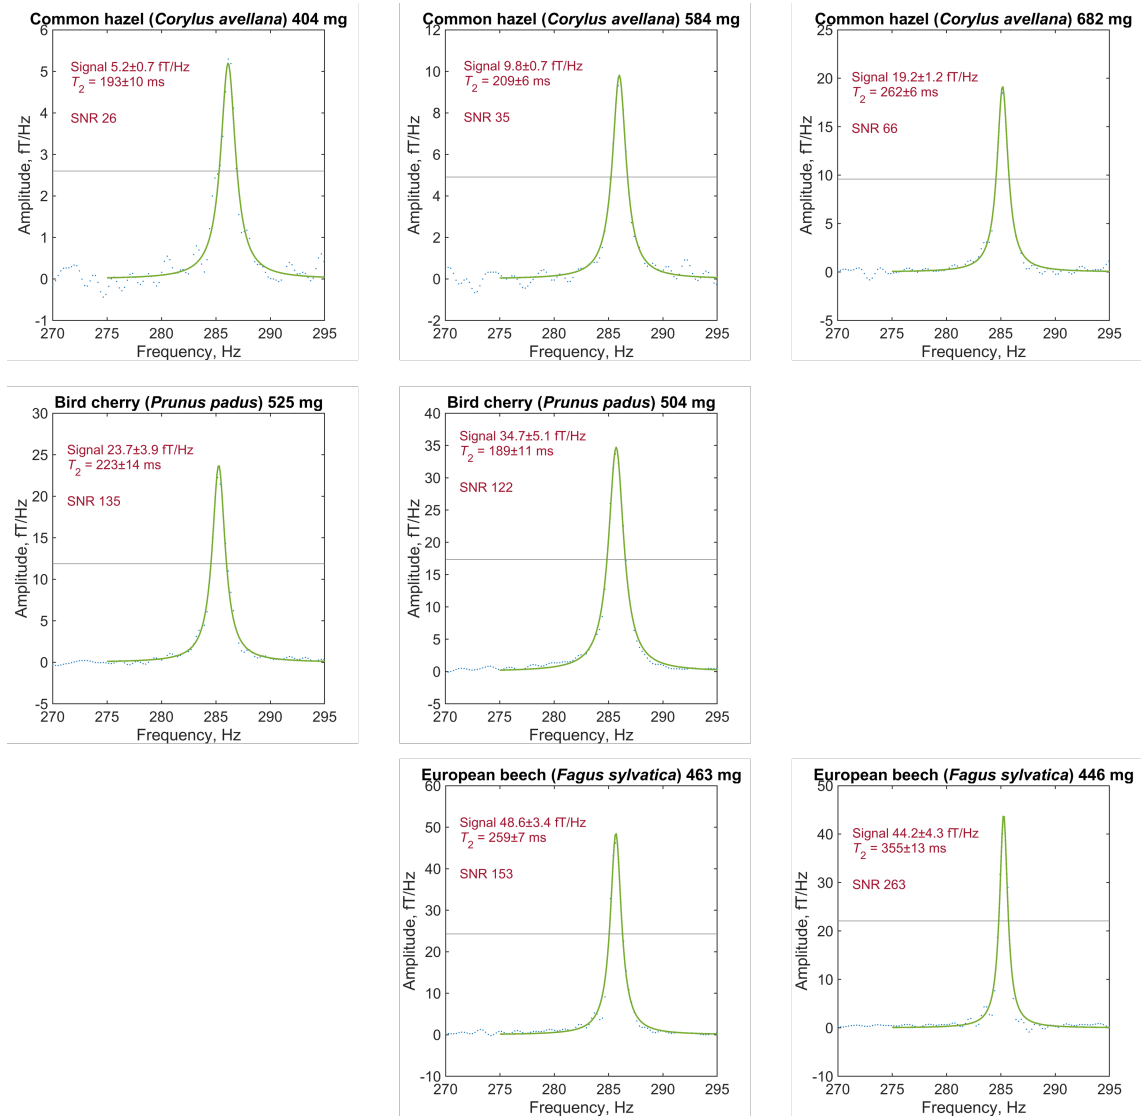 Common hazel (Corylus avellana) 404 mg
6
5
4
3
2
1
0
-1
Amplitude, fT/Hz
Signal 5.2±0.7 fT/Hz
T2 = 193±10 ms
SNR 26
270 275 280 285 290 295
Frequency, Hz
Common hazel (Corylus avellana) 584 mg
12
10
8
6
4
2
0
-2
Amplitude, fT/Hz
Signal 9.8±0.7 fT/Hz
T2 = 209±6 ms
SNR 35
270 275 280 285 290 295
Frequency, Hz
Common hazel (Corylus avellana) 682 mg
25
20
15
10
5
0
-5
Amplitude, fT/Hz
Signal 19.2±1.2 fT/Hz
T2 = 262±6 ms
SNR 66
270 275 280 285 290 295
Frequency, Hz
Bird cherry (Prunus padus) 525 mg
30
25
20
15
10
5
0
-5
Amplitude, fT/Hz
Signal 23.7±3.9 fT/Hz
T2 = 223±14 ms
SNR 135
270 275 280 285 290 295
Frequency, Hz
Bird cherry (Prunus padus) 504 mg
40
35
30
25
20
15
10
5
0
-5
Amplitude, fT/Hz
Signal 34.7±5.1 fT/Hz
T2 = 189±11 ms
SNR 122
270 275 280 285 290 295
Frequency, Hz
European beech (Fagus sylvatica) 463 mg
60
50
40
30
20
10
0
-10
Amplitude, fT/Hz
Signal 48.6±3.4 fT/Hz
T2 = 259±7 ms
SNR 153
270 275 280 285 290 295
Frequency, Hz
European beech (Fagus sylvatica) 446 mg
50
40
30
20
10
0
-10
Amplitude, fT/Hz
Signal 44.2±4.3 fT/Hz
T2 = 355±13 ms
SNR 263
270 275 280 285 290 295
Frequency, Hz